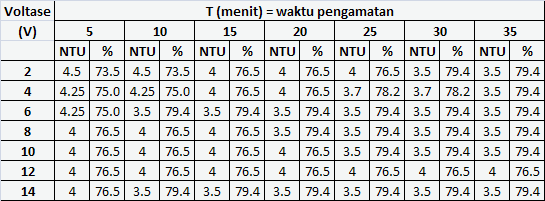 Voltase (V) T (menit) = waktu pengamatan
5 10 15 20 25 30 35
NTU % NTU % NTU % NTU % NTU % NTU % NTU %
2 4.5 73.5 4.5 73.5 4 76.5 4 76.5 4 76.5 3.5 79.4 3.5 79.4
4 4.25 75.0 4.25 75.0 4 76.5 4 76.5 3.7 78.2 3.7 78.2 3.5 79.4
6 4.25 75.0 3.5 79.4 3.5 79.4 3.5 79.4 3.5 79.4 3.5 79.4 3.5 79.4
8 4 76.5 4 76.5 4 76.5 3.5 79.4 3.5 79.4 3.5 79.4 3.5 79.4
10 4 76.5 4 76.5 4 76.5 4 76.5 3.5 79.4 3.5 79.4 3.5 79.4
12 4 76.5 4 76.5 4 76.5 4 76.5 4 76.5 4 76.5 4 76.5
14 4 76.5 3.5 79.4 3.5 79.4 3.5 79.4 3.5 79.4 3.5 79.4 3.5 79.4